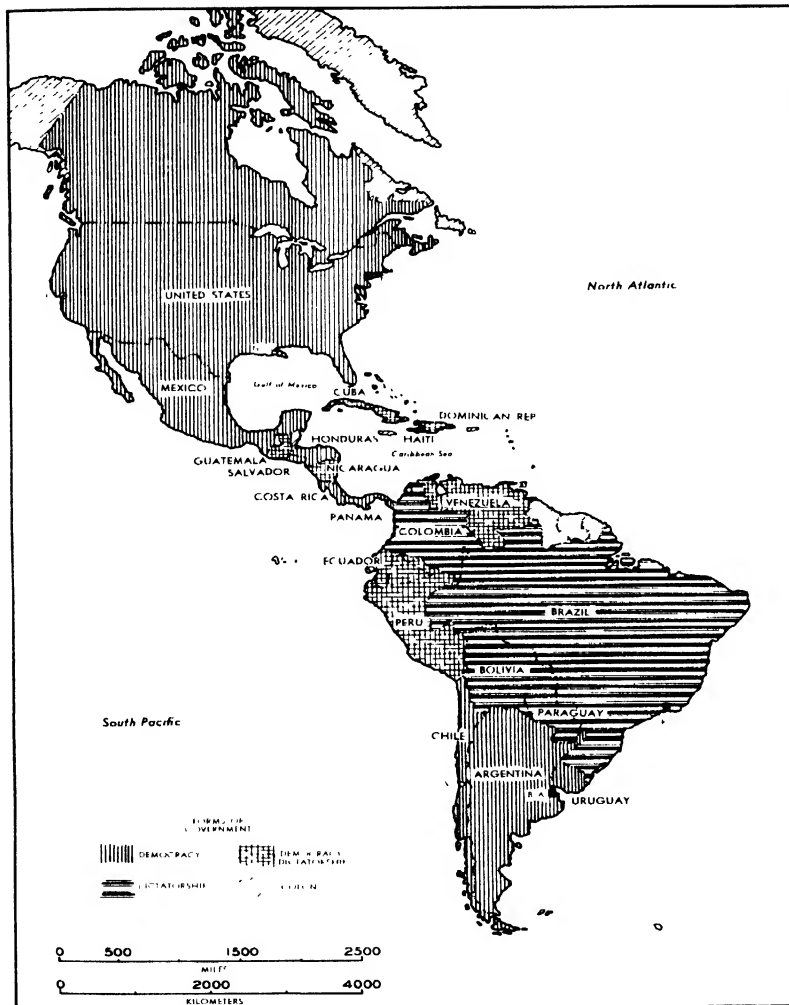 UNITED STATES
North Atlantic
MEXICO
Gulf of Mexico
CUBA
DOMINICAN REP
HONDURAS
HAITI
Caribbean Sea
GUATEMALA
SALVADOR
NICARAGUA
COSTA RICA
PANAMA
VENEZUELA
COLOMBIA
ECUADOR
BRAZIL
PERU
BOLIVIA
South Pacific
PARAGUAY
CHILE
ARGENTINA
B A
URUGUAY
FORMS OF
GOVERNMENT
DEMOCRACY
DICTATORSHIP
DICTATORSHIP
0 500 1500 2500
MILES
0 2000 4000
KILOMETERS